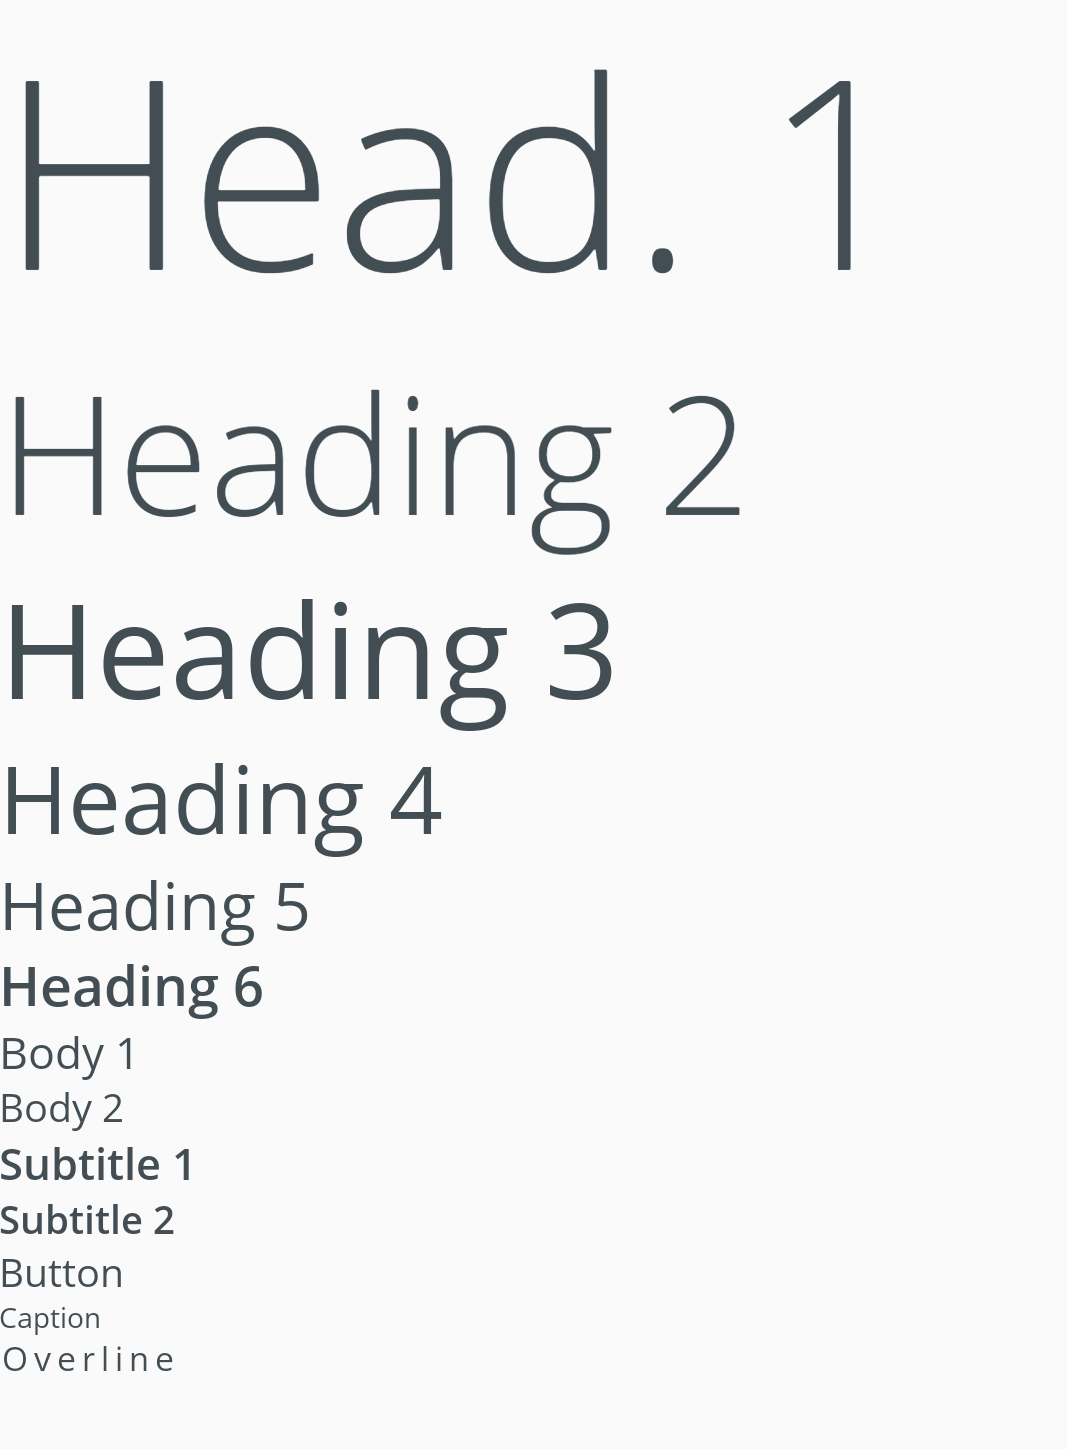 Head. 1
Heading 2
Heading 3
Heading 4
Heading 5
Heading 6
Body 1
Body 2
Subtitle 1
Subtitle 2
Button
Caption
Overline